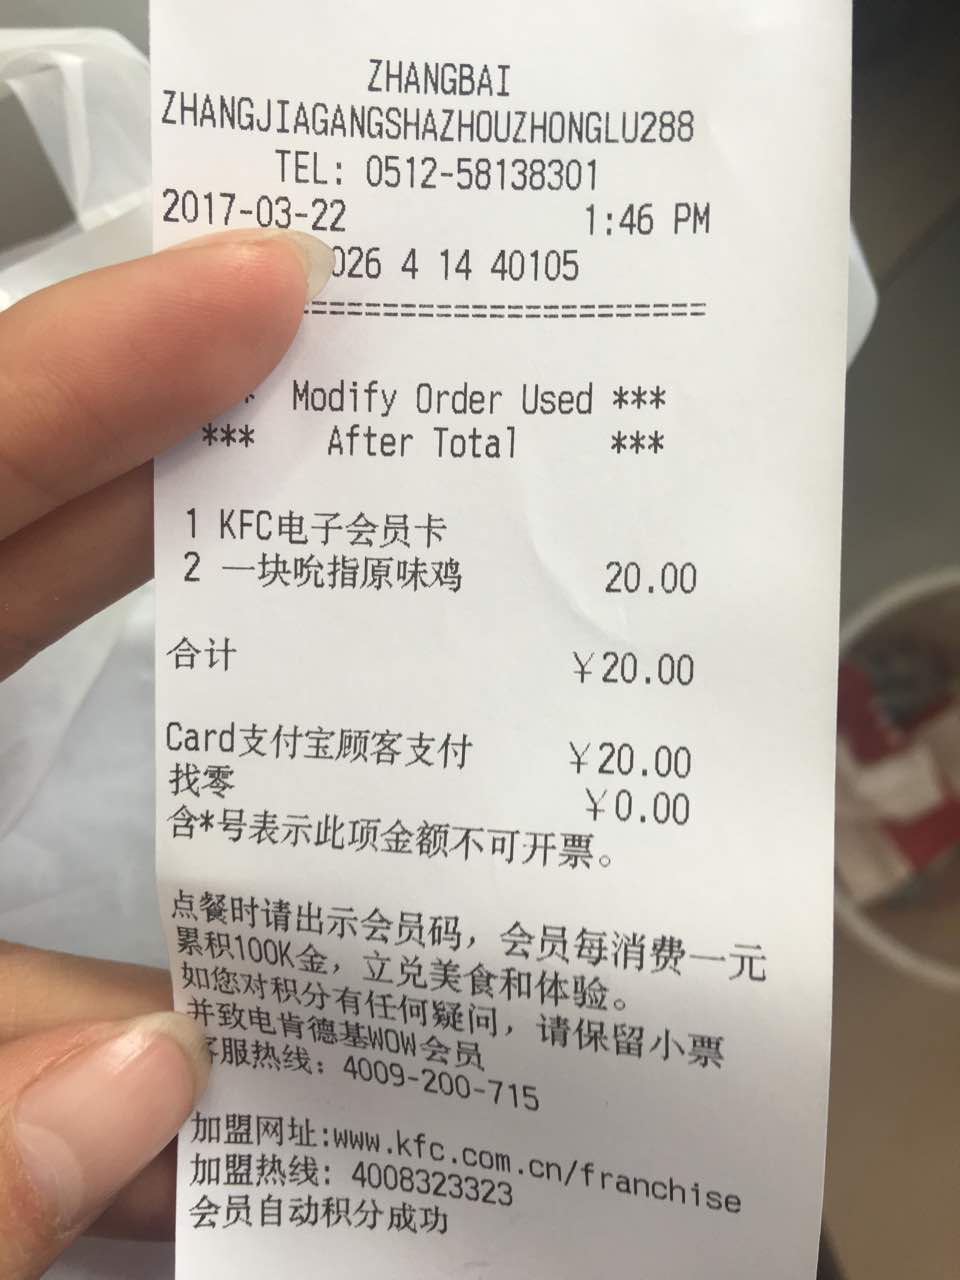 ZHANGBAI
ZHANGJIAGANGSHAZHOUZHONGLU288
TEL: 0512-58138301
2017-03-22 1:46 PM
026 4 14 40105
======================
* Modify Order Used ***
*** After Total ***
1 KFC电子会员卡
2 一块吮指原味鸡 20.00
合计 ¥20.00
Card支付宝顾客支付 ¥20.00
找零 ¥0.00
含*号表示此项金额不可开票。
点餐时请出示会员码，会员每消费一元
累积100K金，立兑美食和体验。
如您对积分有任何疑问，请保留小票
并致电肯德基WOW会员
客服热线：4009-200-715
加盟网址:www.kfc.com.cn/franchise
加盟热线: 4008323323
会员自动积分成功